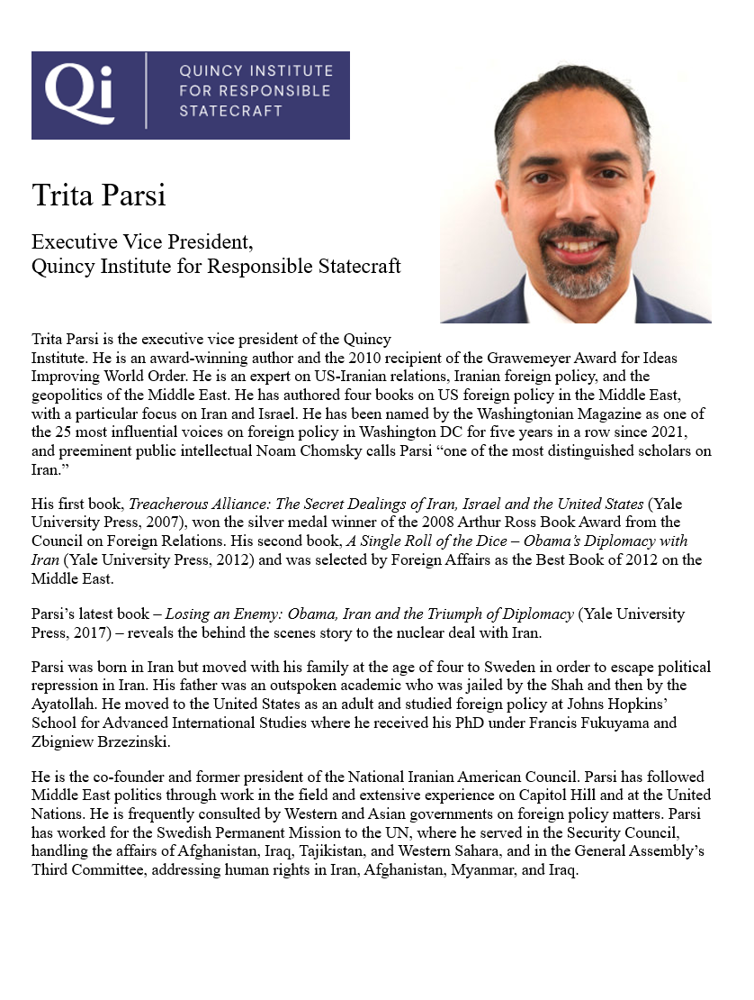 Qi
QUINCY INSTITUTE
FOR RESPONSIBLE
STATECRAFT
Trita Parsi
Executive Vice President,
Quincy Institute for Responsible Statecraft
Trita Parsi is the executive vice president of the Quincy
Institute. He is an award-winning author and the 2010 recipient of the Grawemeyer Award for Ideas
Improving World Order. He is an expert on US-Iranian relations, Iranian foreign policy, and the
geopolitics of the Middle East. He has authored four books on US foreign policy in the Middle East,
with a particular focus on Iran and Israel. He has been named by the Washingtonian Magazine as one of
the 25 most influential voices on foreign policy in Washington DC for five years in a row since 2021,
and preeminent public intellectual Noam Chomsky calls Parsi “one of the most distinguished scholars on
Iran.”
His first book, Treacherous Alliance: The Secret Dealings of Iran, Israel and the United States (Yale
University Press, 2007), won the silver medal winner of the 2008 Arthur Ross Book Award from the
Council on Foreign Relations. His second book, A Single Roll of the Dice – Obama’s Diplomacy with
Iran (Yale University Press, 2012) and was selected by Foreign Affairs as the Best Book of 2012 on the
Middle East.
Parsi’s latest book – Losing an Enemy: Obama, Iran and the Triumph of Diplomacy (Yale University
Press, 2017) – reveals the behind the scenes story to the nuclear deal with Iran.
Parsi was born in Iran but moved with his family at the age of four to Sweden in order to escape political
repression in Iran. His father was an outspoken academic who was jailed by the Shah and then by the
Ayatollah. He moved to the United States as an adult and studied foreign policy at Johns Hopkins’
School for Advanced International Studies where he received his PhD under Francis Fukuyama and
Zbigniew Brzezinski.
He is the co-founder and former president of the National Iranian American Council. Parsi has followed
Middle East politics through work in the field and extensive experience on Capitol Hill and at the United
Nations. He is frequently consulted by Western and Asian governments on foreign policy matters. Parsi
has worked for the Swedish Permanent Mission to the UN, where he served in the Security Council,
handling the affairs of Afghanistan, Iraq, Tajikistan, and Western Sahara, and in the General Assembly’s
Third Committee, addressing human rights in Iran, Afghanistan, Myanmar, and Iraq.